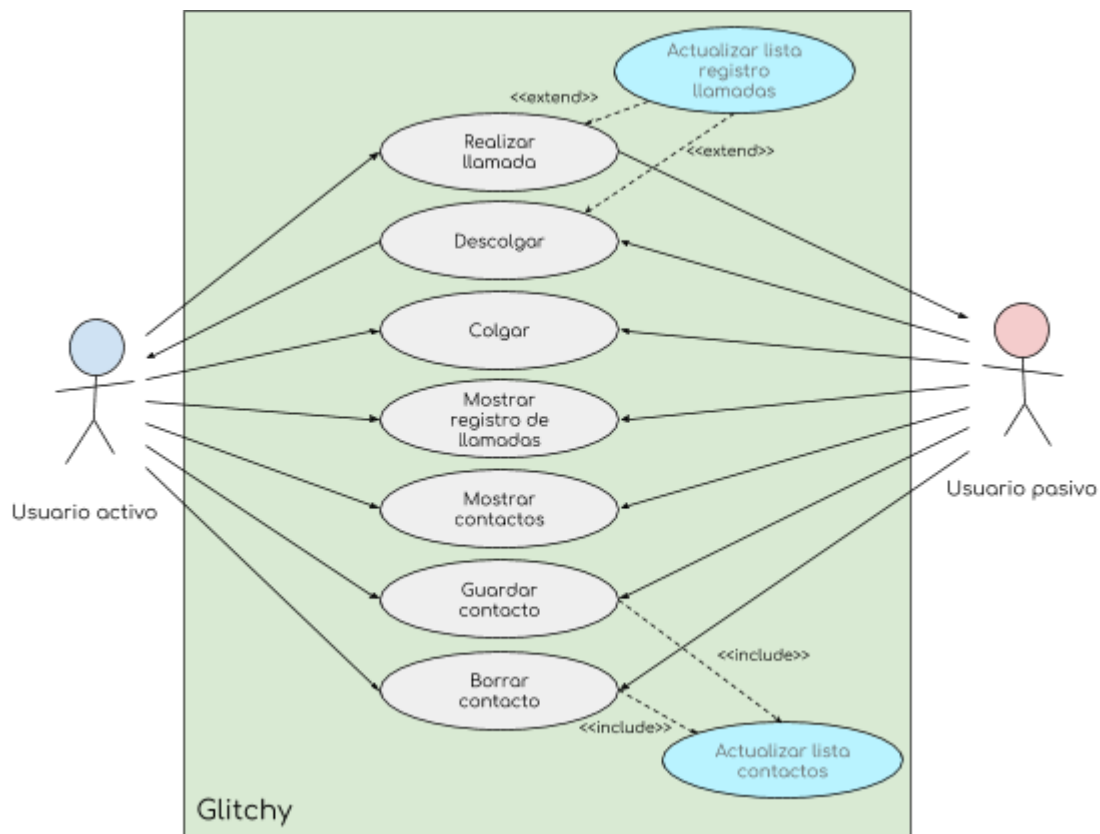 Actualizar lista
registro
llamadas
<<extend>>
Realizar
llamada
<<extend>>
Descolgar
Colgar
Mostrar
registro de
llamadas
Usuario activo
Usuario pasivo
Mostrar
contactos
Guardar
contacto
<<include>>
Borrar
contacto
<<include>>
Actualizar lista
contactos
Glitchy